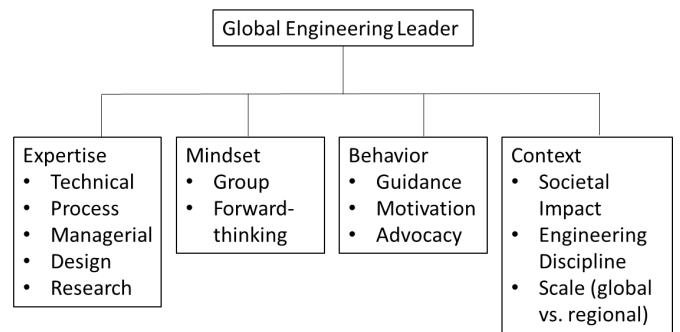 Global Engineering Leader
Expertise
• Technical
• Process
• Managerial
• Design
• Research
Mindset
• Group
• Forward-
thinking
Behavior
• Guidance
• Motivation
• Advocacy
Context
• Societal
Impact
• Engineering
Discipline
• Scale (global
vs. regional)